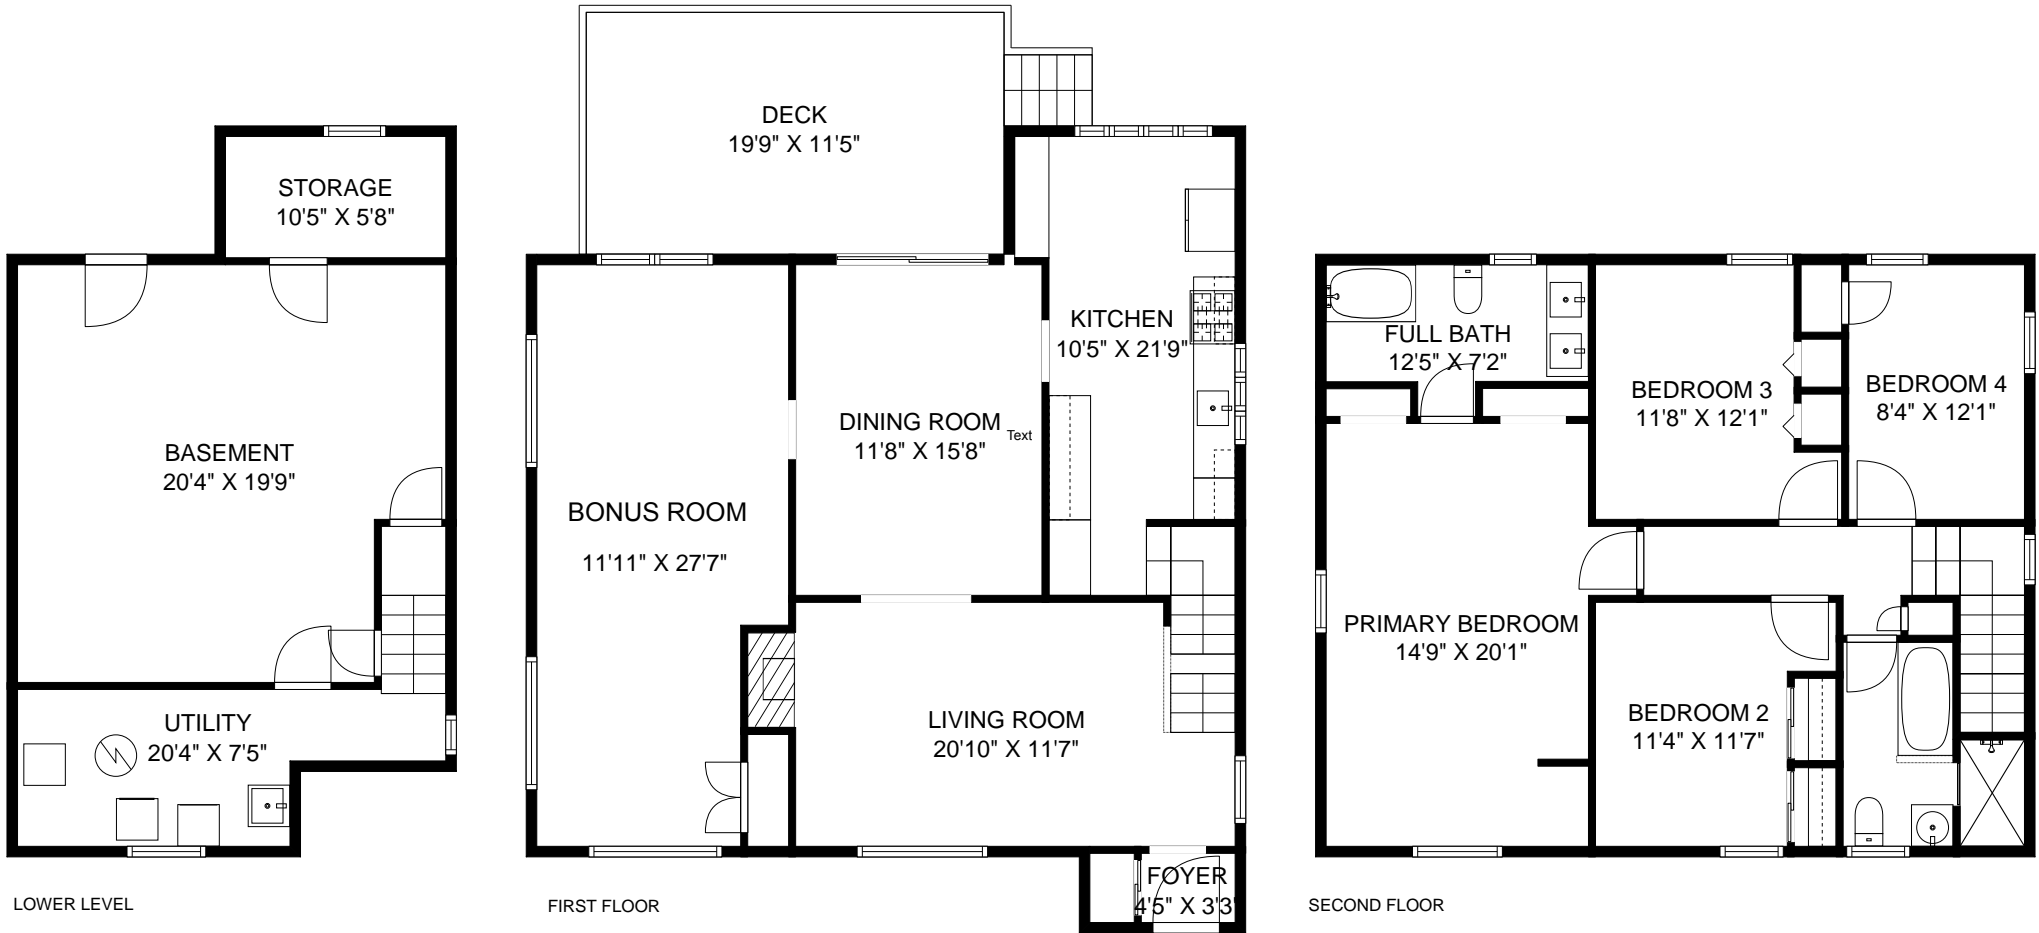 STORAGE
10'5" X 5'8"
BASEMENT
20'4" X 19'9"
UTILITY
20'4" X 7'5"
LOWER LEVEL
DECK
19'9" X 11'5"
KITCHEN
10'5" X 21'9"
DINING ROOM
11'8" X 15'8"
Text
BONUS ROOM
11'11" X 27'7"
LIVING ROOM
20'10" X 11'7"
FOYER
4'5" X 3'3"
FIRST FLOOR
FULL BATH
12'5" X 7'2"
BEDROOM 3
11'8" X 12'1"
BEDROOM 4
8'4" X 12'1"
PRIMARY BEDROOM
14'9" X 20'1"
BEDROOM 2
11'4" X 11'7"
SECOND FLOOR